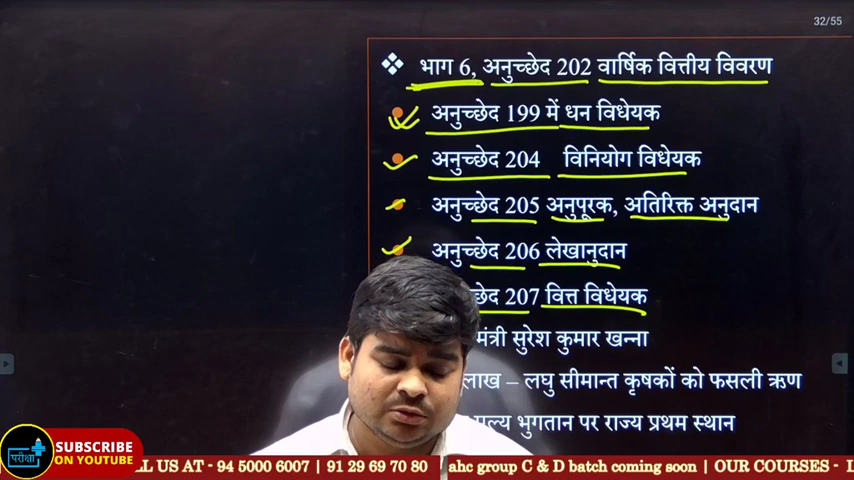 32/55
❖ भाग 6, अनुच्छेद 202 वार्षिक वित्तीय विवरण
अनुच्छेद 199 में धन विधेयक
अनुच्छेद 204 विनियोग विधेयक
अनुच्छेद 205 अनुपूरक, अतिरिक्त अनुदान
अनुच्छेद 206 लेखानुदान
207 वित्त विधेयक
मंत्री सुरेश कुमार खन्ना
लाख – लघु सीमान्त कृषकों को फसली ऋण
मूल्य भुगतान पर राज्य प्रथम स्थान
परीक्षा
SUBSCRIBE
ON YOUTUBE
LL US AT - 94 5000 6007 | 91 29 69 70 80 | ahc group C & D batch coming soon | OUR COURSES -